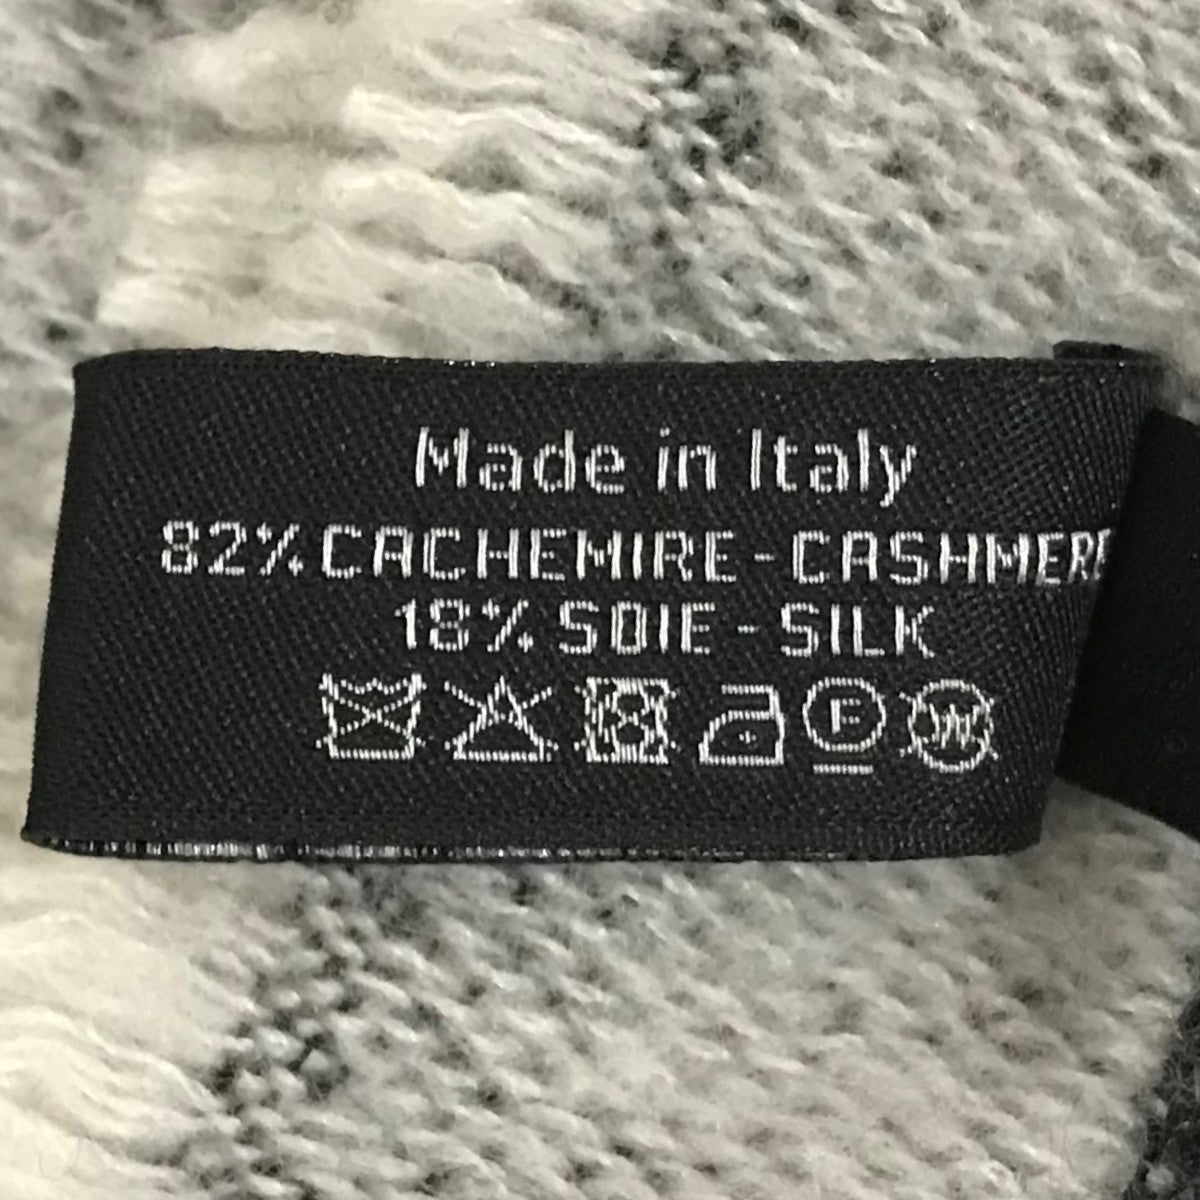 Made in Italy
82% CACHEMIRE - CASHMERE
18% SOIE - SILK
F
W